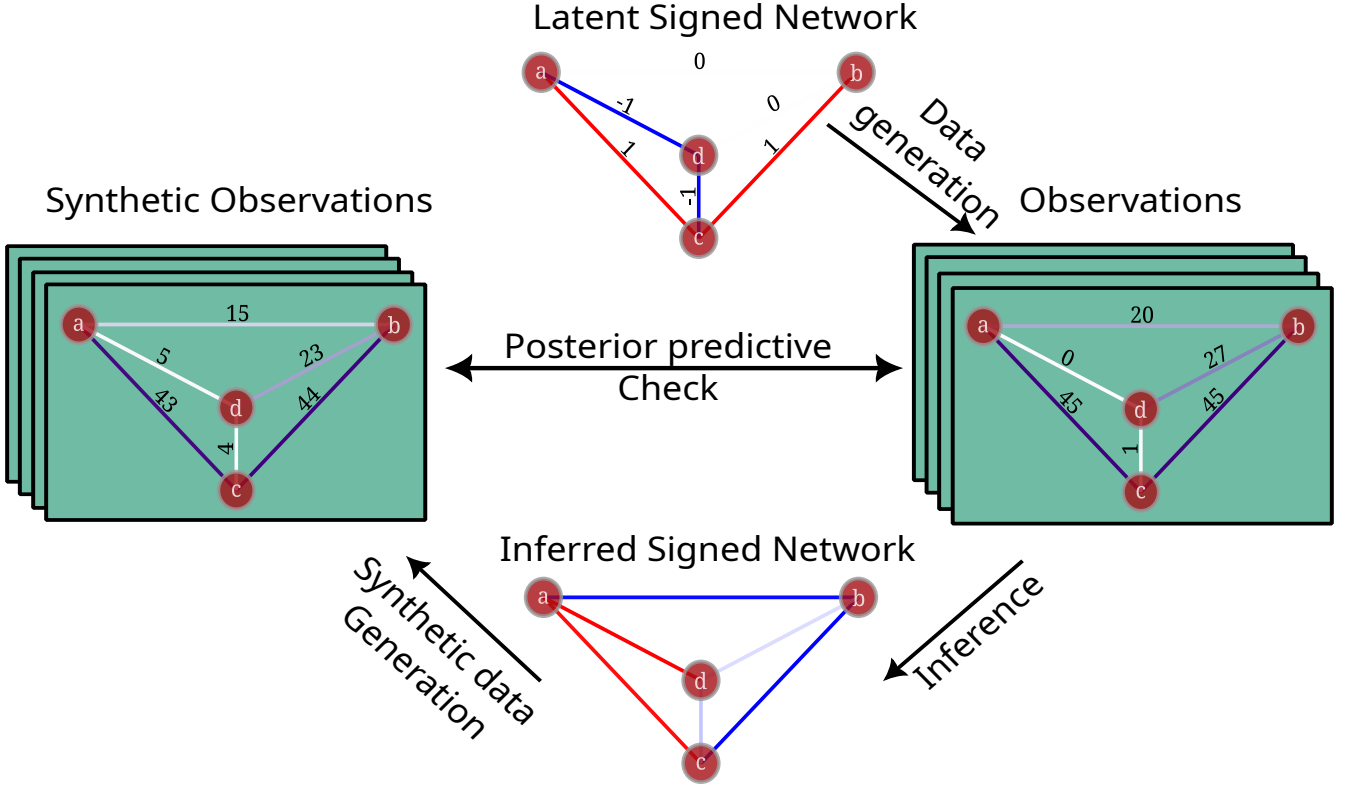 Latent Signed Network
a
0
b
-1
0
d
1
1
-1
c
Data
generation
Synthetic Observations
Observations
a
15
b
5
23
d
43
44
4
c
Posterior predictive
Check
a
20
b
0
27
d
45
45
1
c
Inferred Signed Network
a
b
d
c
Synthetic data
Generation
Inference